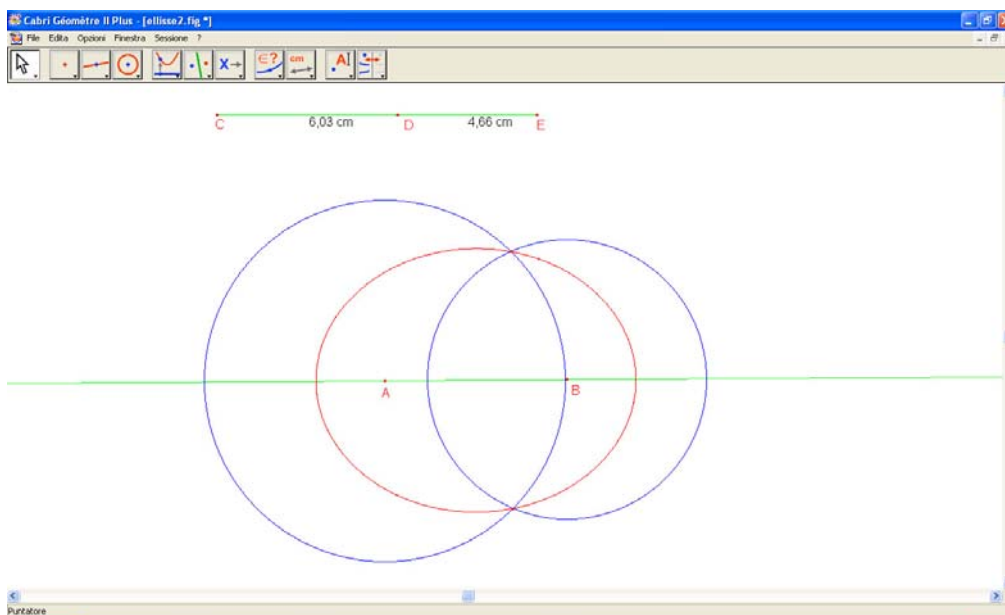 Cabri Géomètre II Plus - [ellisse2.fig *]
File Edita Opzioni Finestra Sessione ?
X→ ∈? cm A
C 6,03 cm D 4,66 cm E
A B
Puntatore